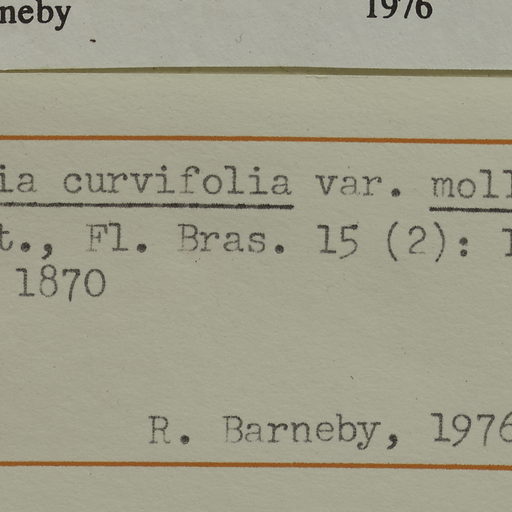 neby 1976
ia curvifolia var. moll
t., Fl. Bras. 15 (2): 1
1870
R. Barneby, 1976